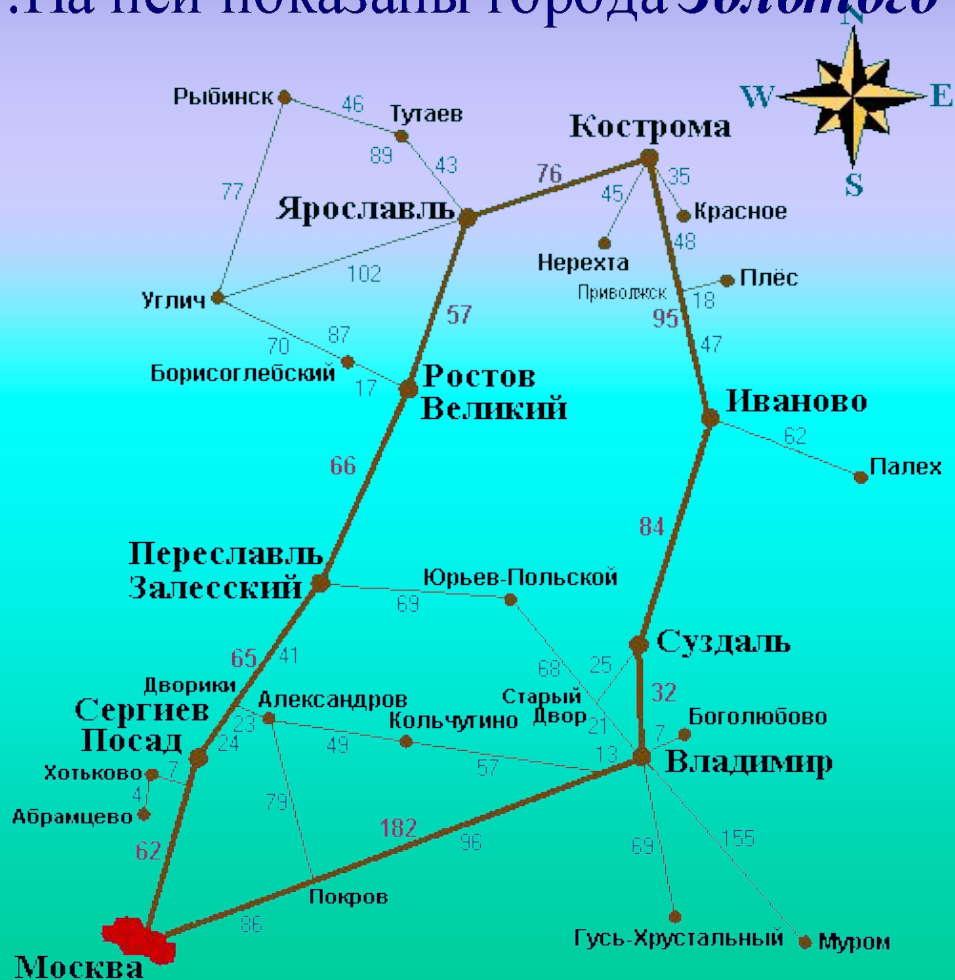 .На ней показаны города Золотого
N
W E
S
Рыбинск
46
Тутаев
89
43
77
Кострома
76
35
45
Ярославль
Красное
48
Нерехта
102
Плёс
Приволжск
18
Углич
57
95
87
47
70
Борисоглебский
17
Ростов
Великий
Иваново
62
66
Палех
84
Переславль
Залесский
Юрьев-Польской
69
Суздаль
65
41
68
25
Дворики
32
Старый
Двор
Александров
Сергиев
Посад
Кольчугино
Боголюбово
23
21
7
24
49
13
Владимир
57
Хотьково
7
4
79
Абрамцево
182
155
62
96
69
Покров
86
Гусь-Хрустальный
Муром
Москва